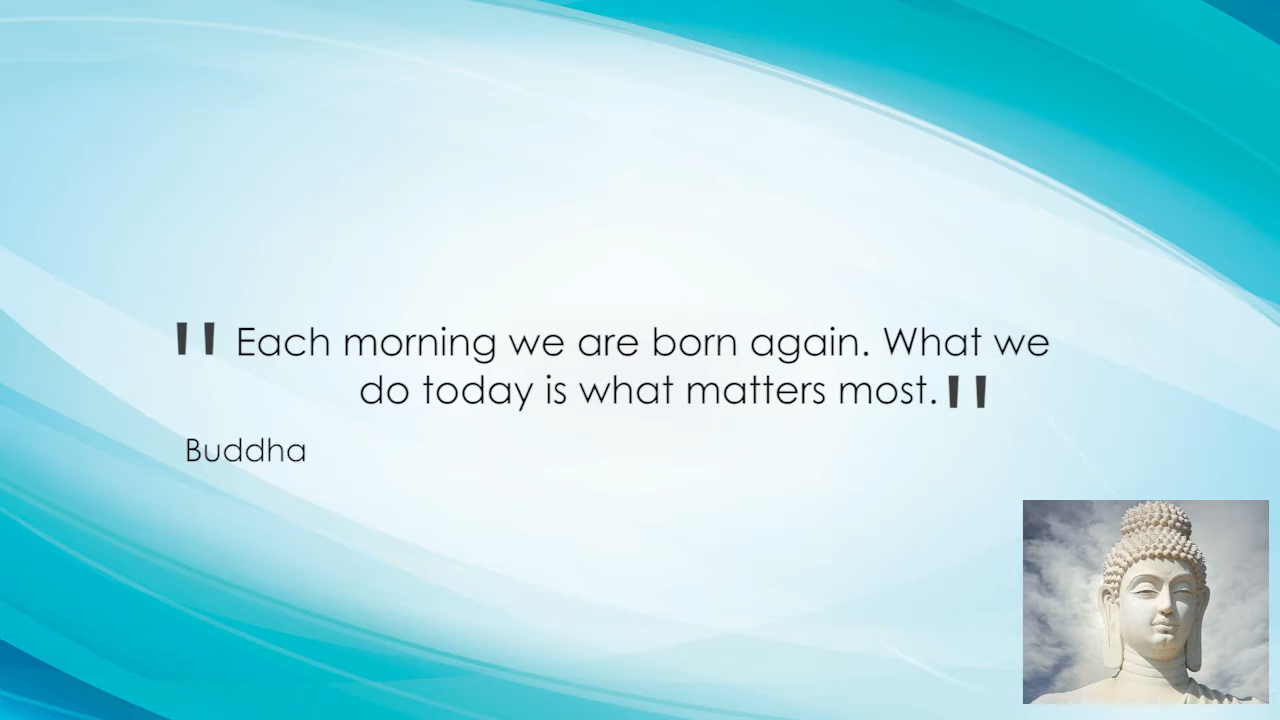 "Each morning we are born again. What we
do today is what matters most."
Buddha